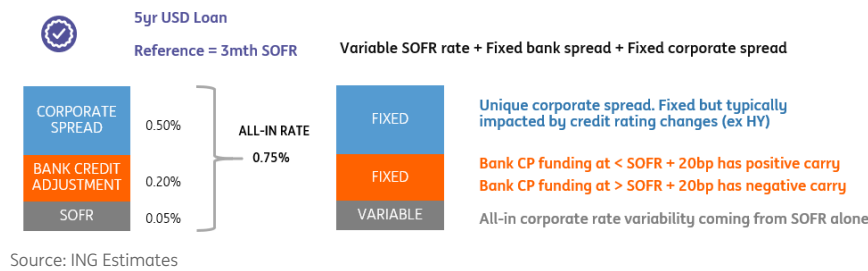 5yr USD Loan
Reference = 3mth SOFR
Variable SOFR rate + Fixed bank spread + Fixed corporate spread
CORPORATE
SPREAD
0.50%
BANK CREDIT
ADJUSTMENT
0.20%
SOFR
0.05%
ALL-IN RATE
0.75%
FIXED
FIXED
VARIABLE
Unique corporate spread. Fixed but typically
impacted by credit rating changes (ex HY)
Bank CP funding at < SOFR + 20bp has positive carry
Bank CP funding at > SOFR + 20bp has negative carry
All-in corporate rate variability coming from SOFR alone
Source: ING Estimates